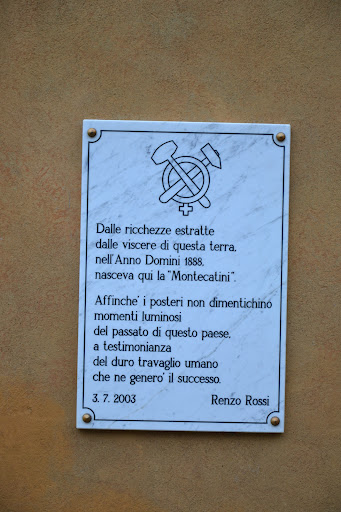 Dalle ricchezze estratte
dalle viscere di questa terra,
nell'Anno Domini 1888,
nasceva qui la "Montecatini".
Affinche' i posteri non dimentichino
momenti luminosi
del passato di questo paese,
a testimonianza
del duro travaglio umano
che ne genero' il successo.
3. 7. 2003 Renzo Rossi